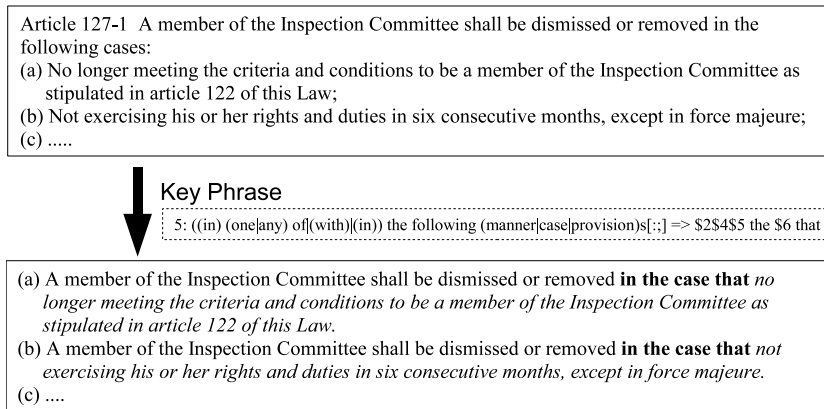 Article 127-1  A member of the Inspection Committee shall be dismissed or removed in the
following cases:
(a) No longer meeting the criteria and conditions to be a member of the Inspection Committee as
stipulated in article 122 of this Law;
(b) Not exercising his or her rights and duties in six consecutive months, except in force majeure;
(c) .....
Key Phrase
5: ((in) (one|any) of|(with)|(in)) the following (manner|case|provision)s[:;] => $2$4$5 the $6 that
(a) A member of the Inspection Committee shall be dismissed or removed in the case that no
longer meeting the criteria and conditions to be a member of the Inspection Committee as
stipulated in article 122 of this Law.
(b) A member of the Inspection Committee shall be dismissed or removed in the case that not
exercising his or her rights and duties in six consecutive months, except in force majeure.
(c) ....